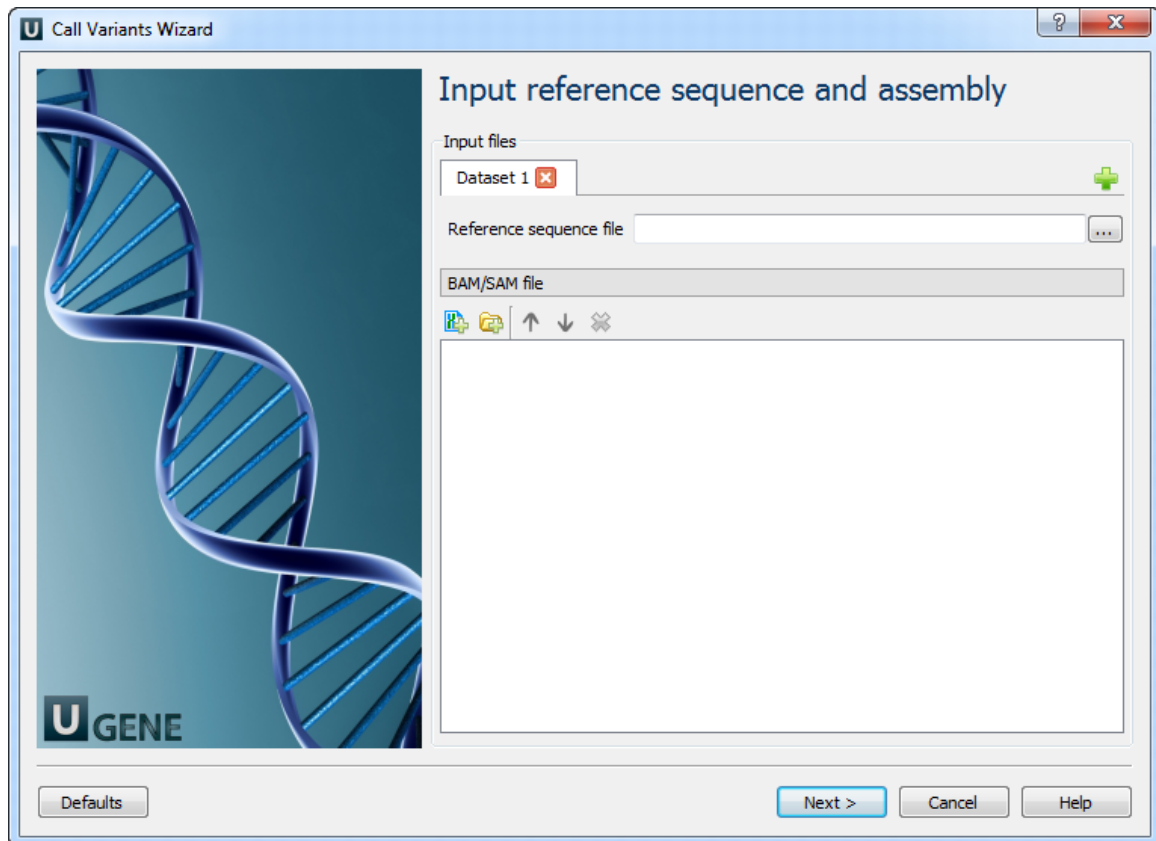 U Call Variants Wizard
?
Input reference sequence and assembly
Input files
Dataset 1
Reference sequence file
...
BAM/SAM file
U GENE
Defaults
Next >
Cancel
Help